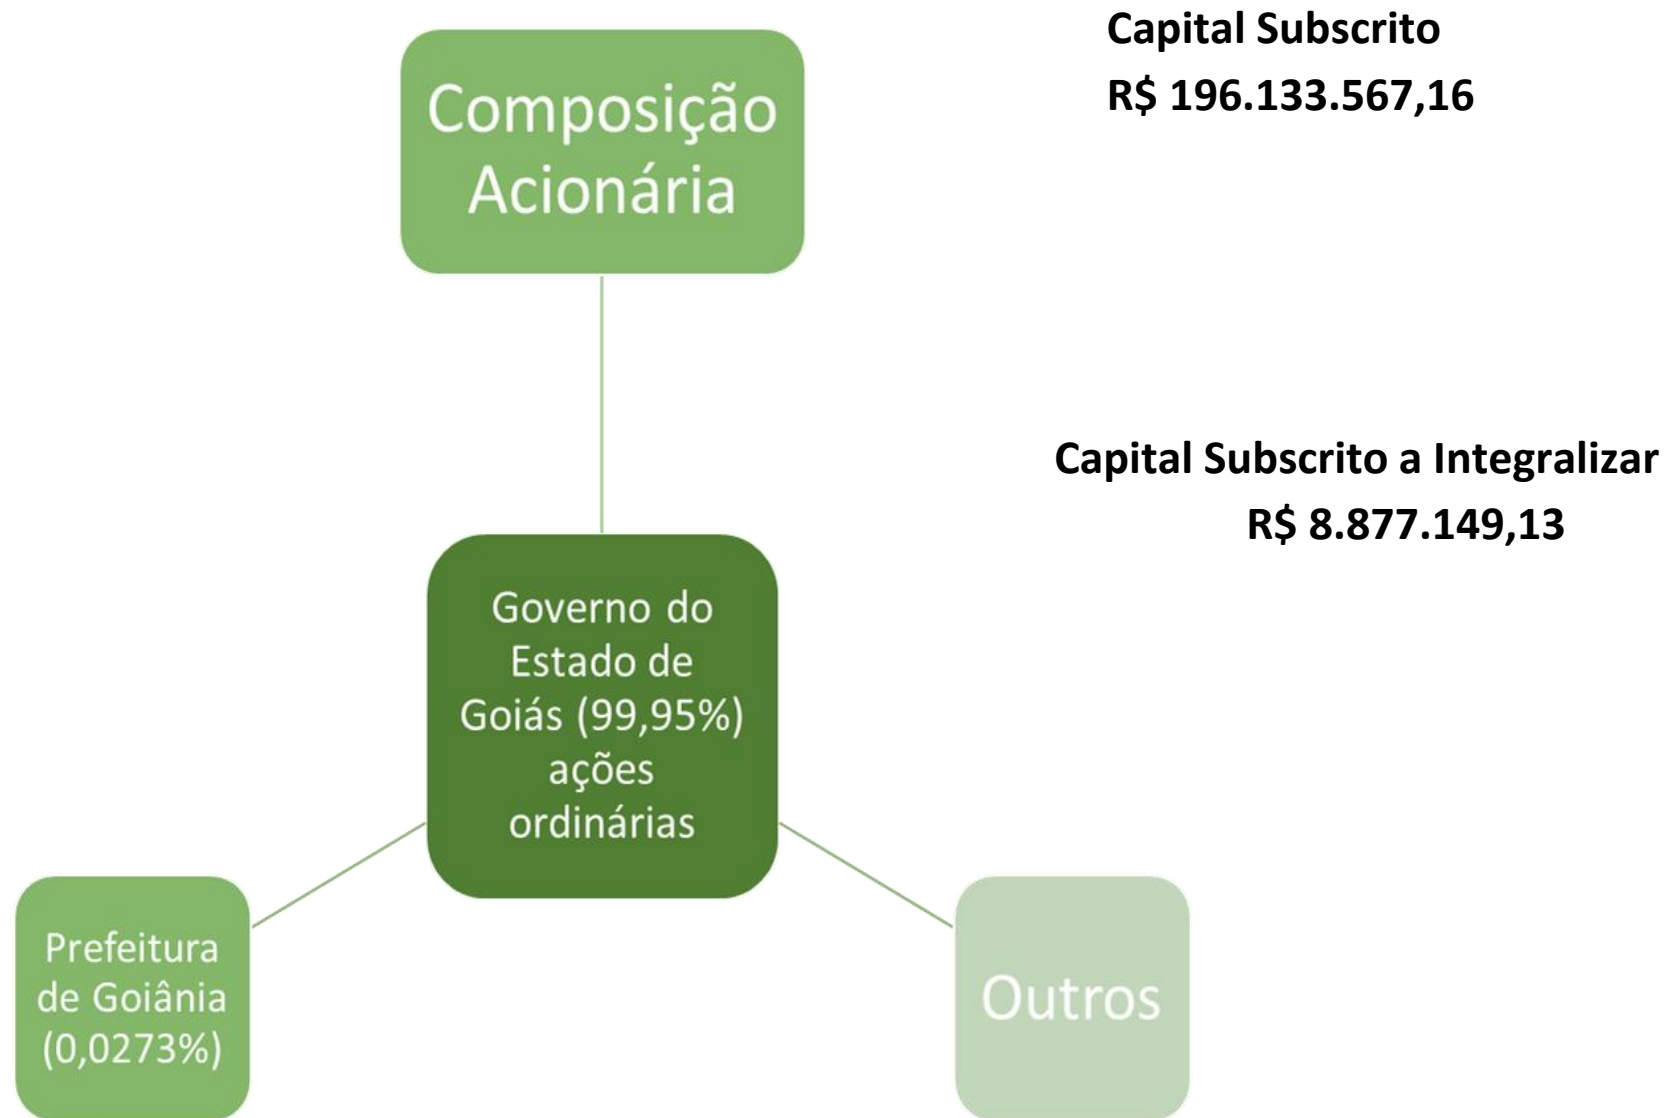 Capital Subscrito
R$ 196.133.567,16
Composição
Acionária
Capital Subscrito a Integralizar
R$ 8.877.149,13
Governo do
Estado de
Goiás (99,95%)
ações
ordinárias
Prefeitura
de Goiânia
(0,0273%)
Outros